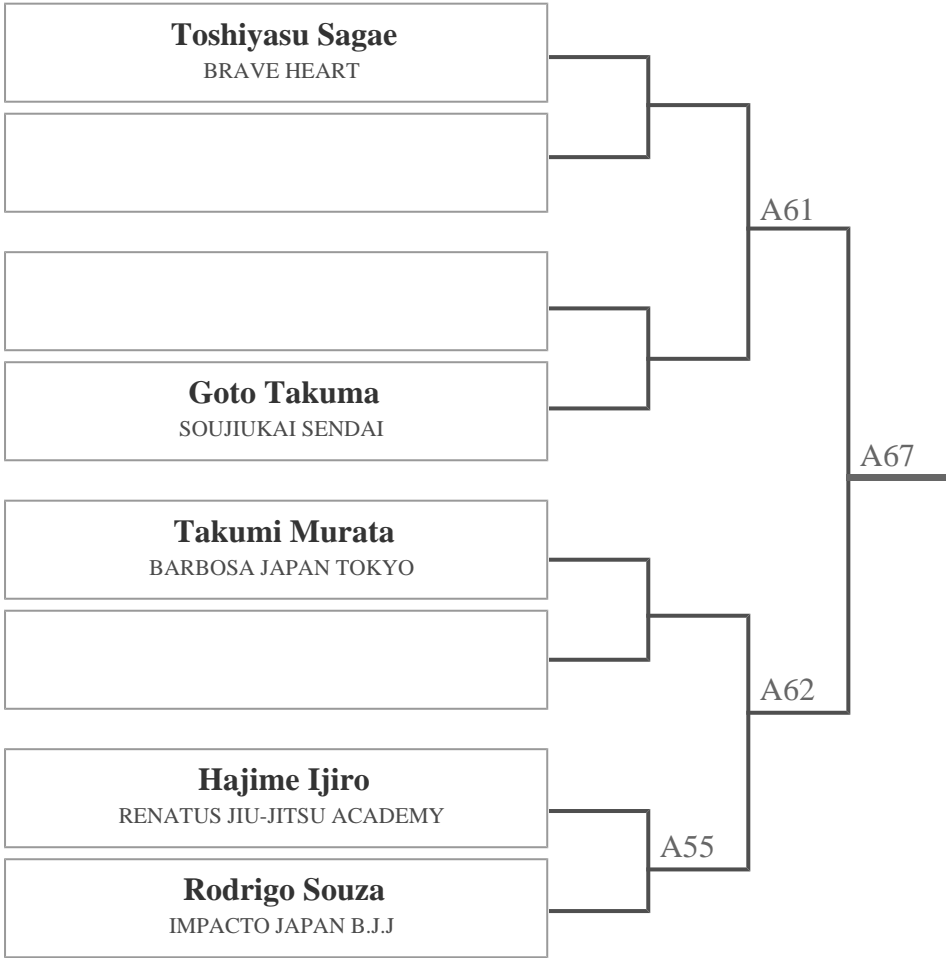 Toshiyasu Sagae
BRAVE HEART
A61
Goto Takuma
SOUJIUKAI SENDAI
A67
Takumi Murata
BARBOSA JAPAN TOKYO
A62
Hajime Ijiro
RENATUS JIU-JITSU ACADEMY
A55
Rodrigo Souza
IMPACTO JAPAN B.J.J